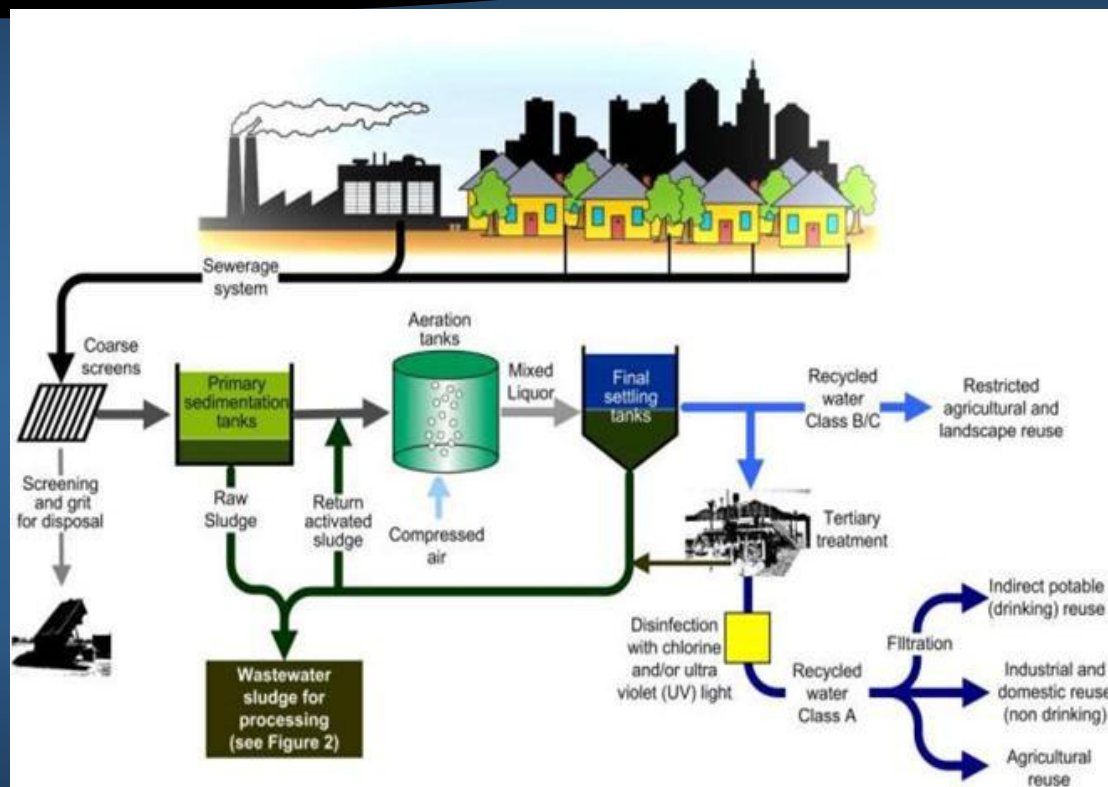 Sewerage
system
Coarse
screens
Primary
sedimentation
tanks
Aeration
tanks
Mixed
Liquor
Final
settling
tanks
Recycled
water
Class B/C
Restricted
agricultural and
landscape reuse
Screening
and grit
for disposal
Raw
Sludge
Return
activated
sludge
Compressed
air
Tertiary
treatment
Wastewater
sludge for
processing
(see Figure 2)
Disinfection
with chlorine
and/or ultra
violet (UV) light
Recycled
water
Class A
FIltration
Indirect potable
(drinking) reuse
Industrial and
domestic reuse
(non drinking)
Agricultural
reuse